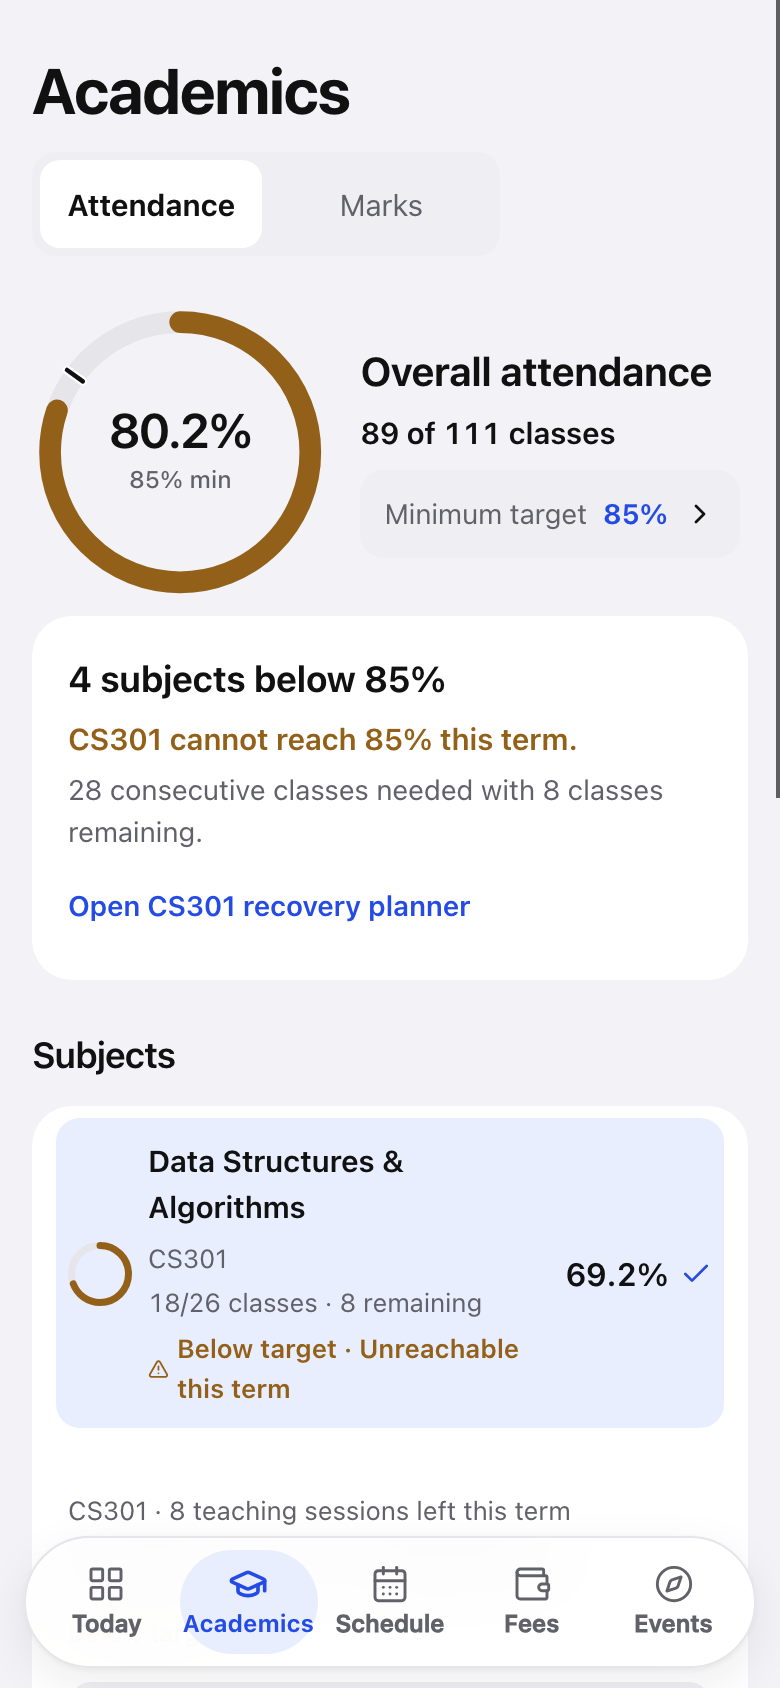 Academics
Attendance
Marks
80.2%
85% min
Overall attendance
89 of 111 classes
Minimum target 85%
4 subjects below 85%
CS301 cannot reach 85% this term.
28 consecutive classes needed with 8 classes
remaining.
Open CS301 recovery planner
Subjects
Data Structures &
Algorithms
CS301
18/26 classes · 8 remaining
69.2%
Below target · Unreachable
this term
CS301 · 8 teaching sessions left this term
Today
Academics
Schedule
Fees
Events